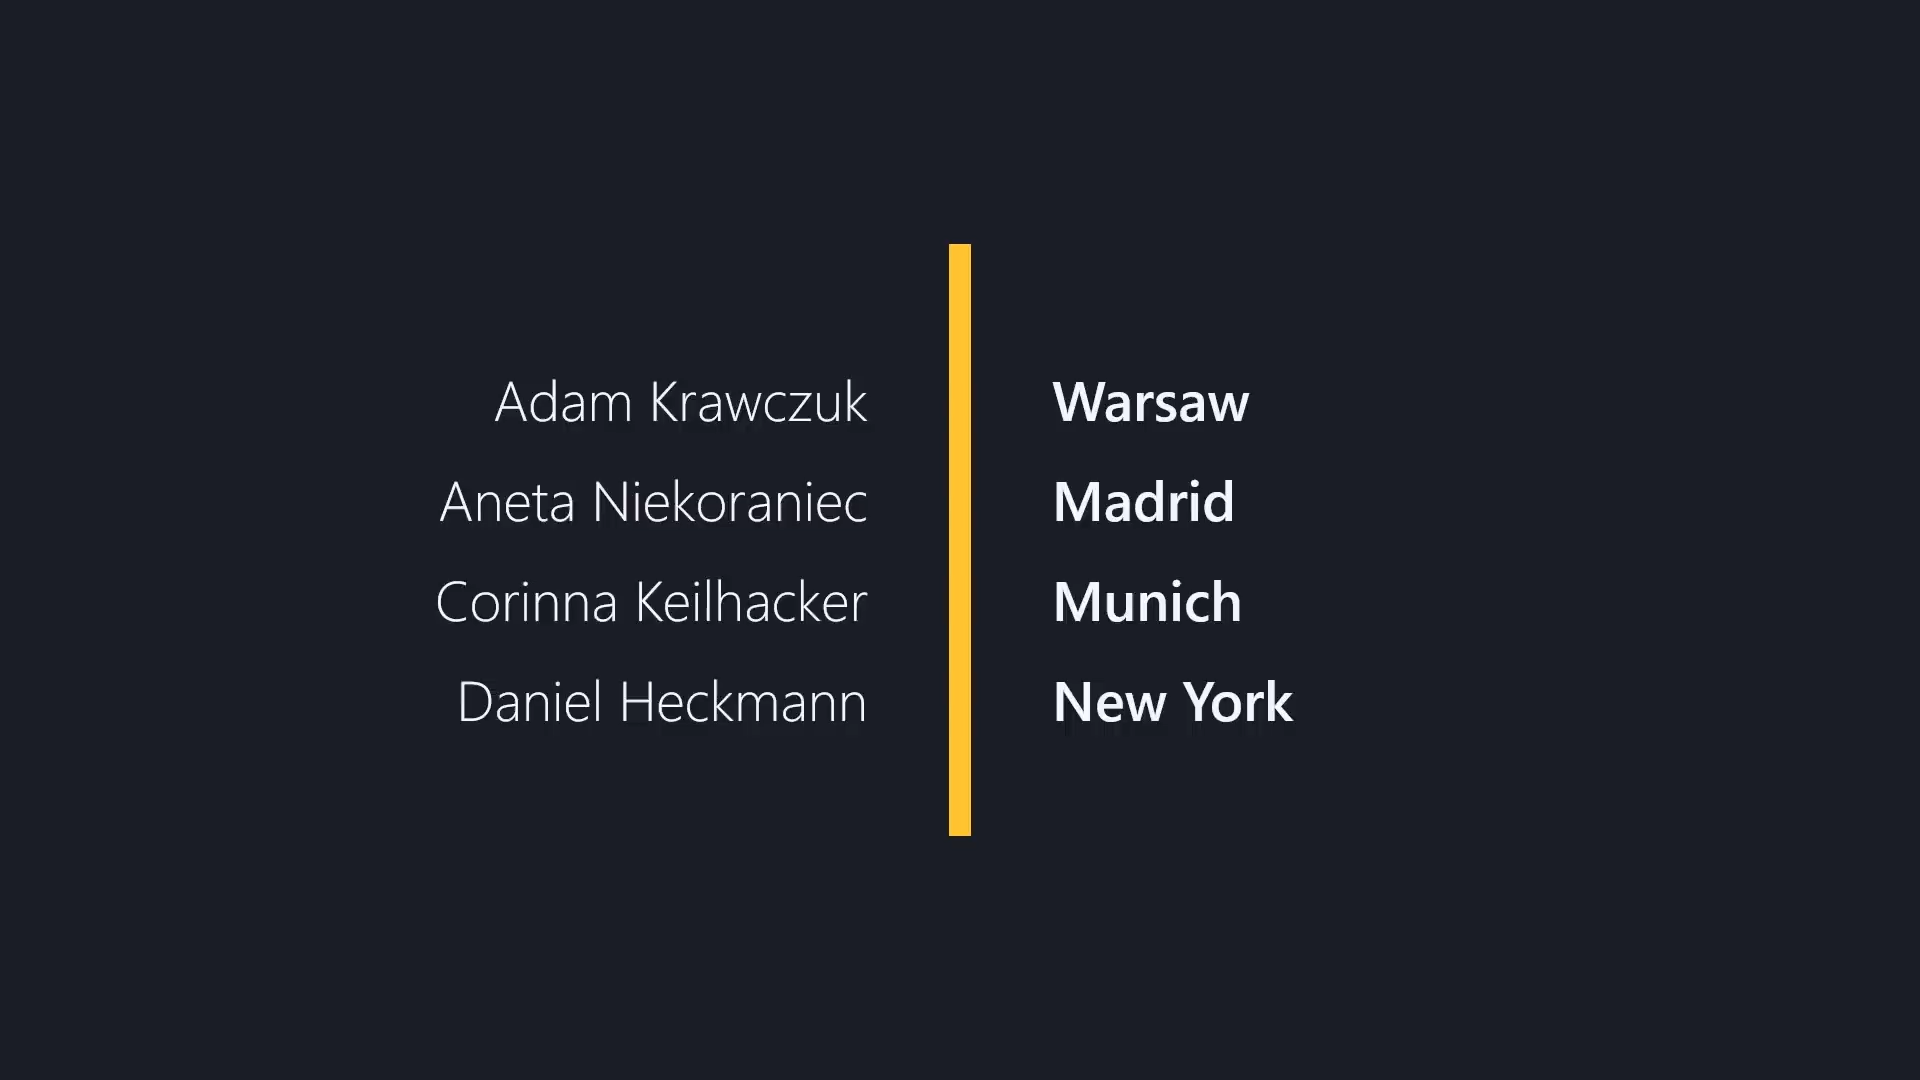 Adam Krawczuk Warsaw
Aneta Niekoraniec Madrid
Corinna Keilhacker Munich
Daniel Heckmann New York